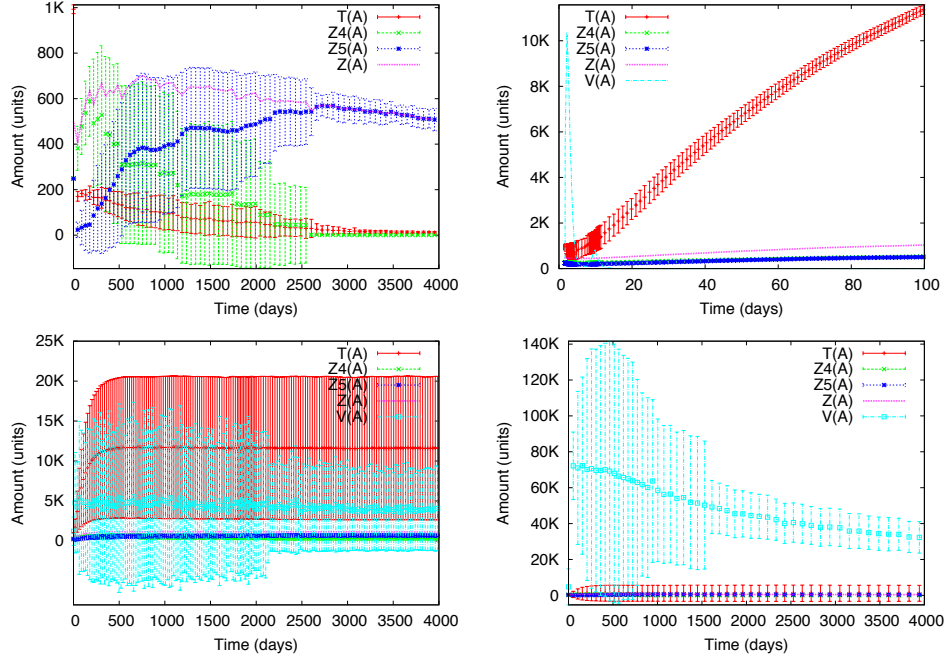 1K
800
600
400
200
0
Amount (units)
T(A)
Z4(A)
Z5(A)
Z(A)
0 500 1000 1500 2000 2500 3000 3500 4000
Time (days)
10K
8K
6K
4K
2K
0
Amount (units)
T(A)
Z4(A)
Z5(A)
Z(A)
V(A)
20 40 60 80 100
Time (days)
25K
20K
15K
10K
5K
0
Amount (units)
T(A)
Z4(A)
Z5(A)
Z(A)
V(A)
0 500 1000 1500 2000 2500 3000 3500 4000
Time (days)
140K
120K
100K
80K
60K
40K
20K
0
Amount (units)
T(A)
Z4(A)
Z5(A)
Z(A)
V(A)
0 500 1000 1500 2000 2500 3000 3500 4000
Time (days)